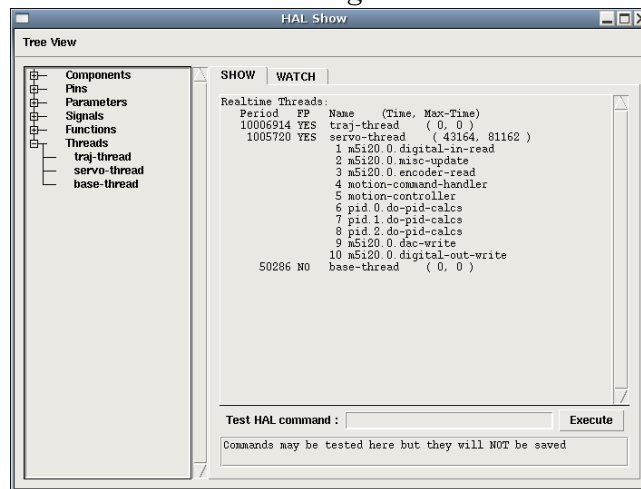 HAL Show
Tree View
Components
Pins
Parameters
Signals
Functions
Threads
traj-thread
servo-thread
base-thread
SHOW WATCH
Realtime Threads:
Period FP Name (Time, Max-Time)
10006914 YES traj-thread ( 0, 0 )
1005720 YES servo-thread ( 43164, 81162 )
1 m5i20.0.digital-in-read
2 m5i20.0.misc-update
3 m5i20.0.encoder-read
4 motion-command-handler
5 motion-controller
6 pid.0.do-pid-calcs
7 pid.1.do-pid-calcs
8 pid.2.do-pid-calcs
9 m5i20.0.dac-write
10 m5i20.0.digital-out-write
50286 NO base-thread ( 0, 0 )
Test HAL command : Execute
Commands may be tested here but they will NOT be saved